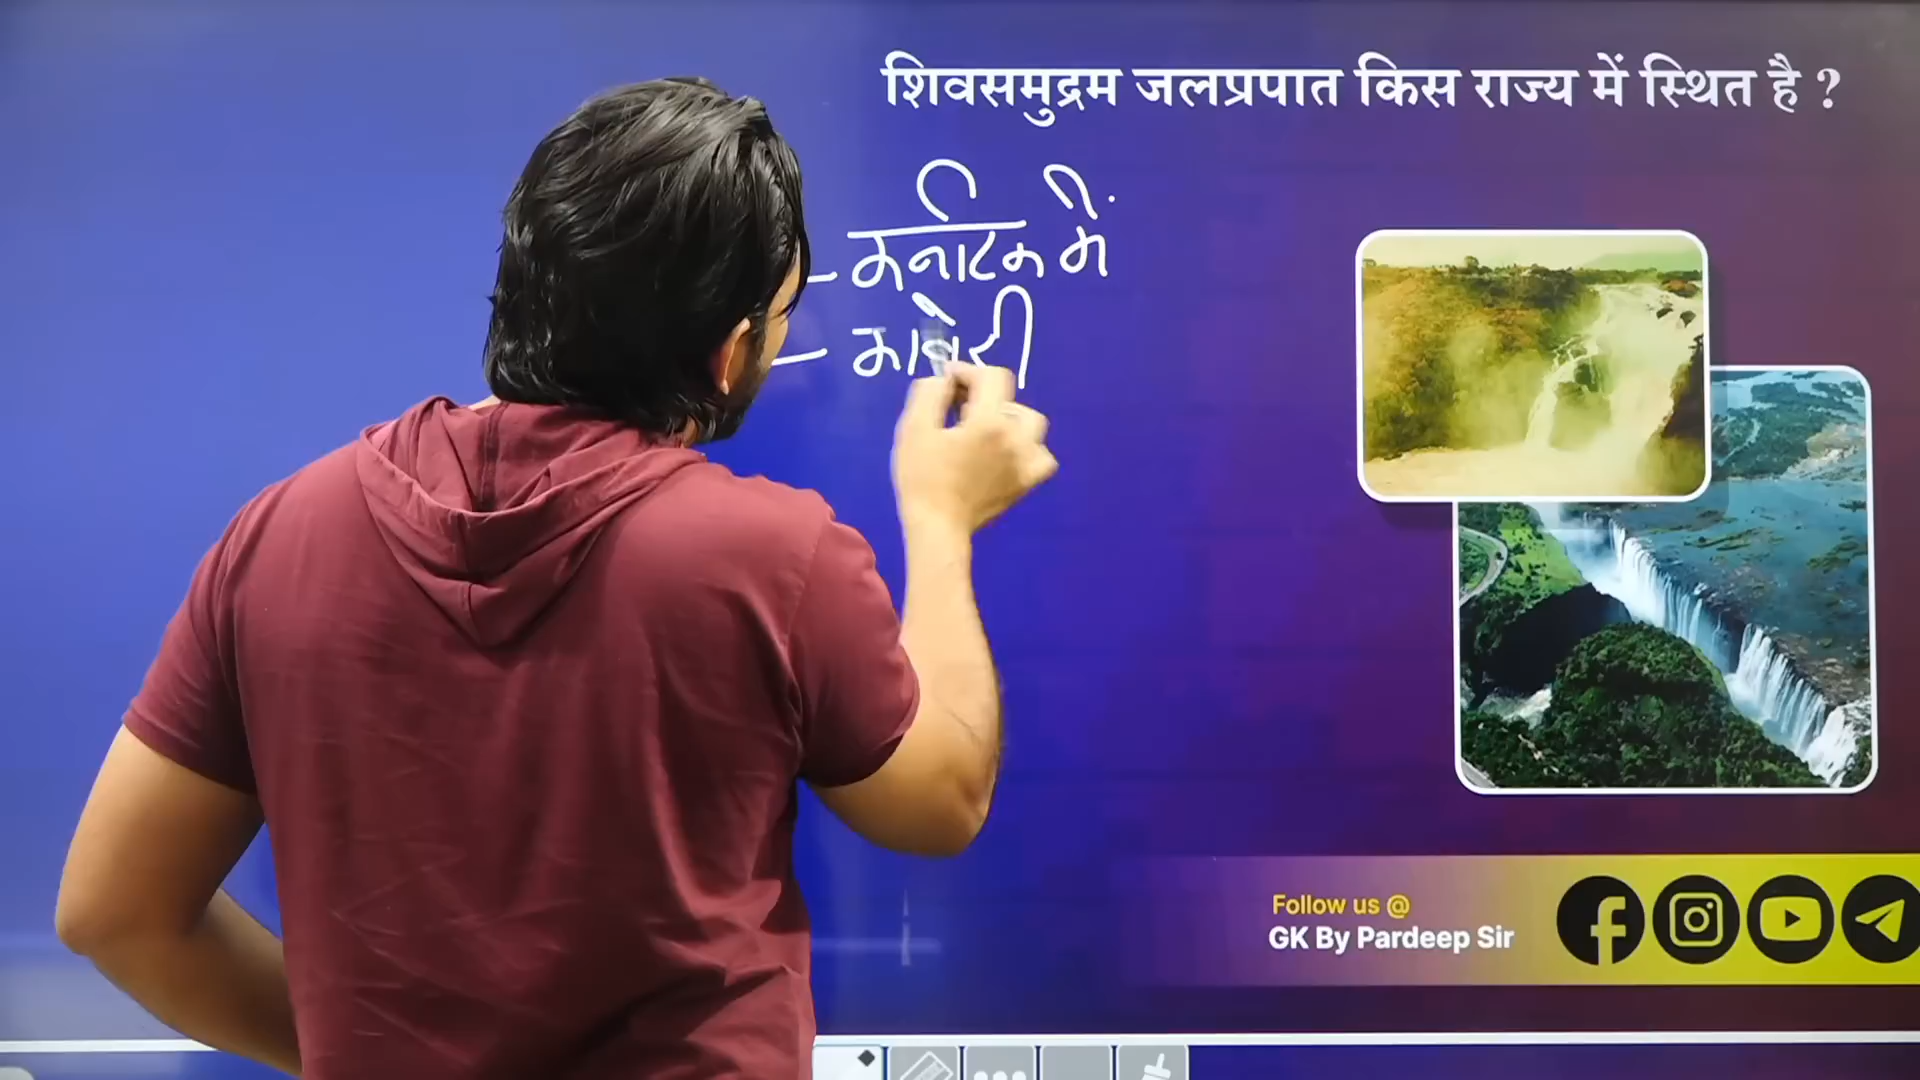 शिवसमुद्रम जलप्रपात किस राज्य में स्थित है ?
– कर्नाटक में
– कावेरी
Follow us @
GK By Pardeep Sir